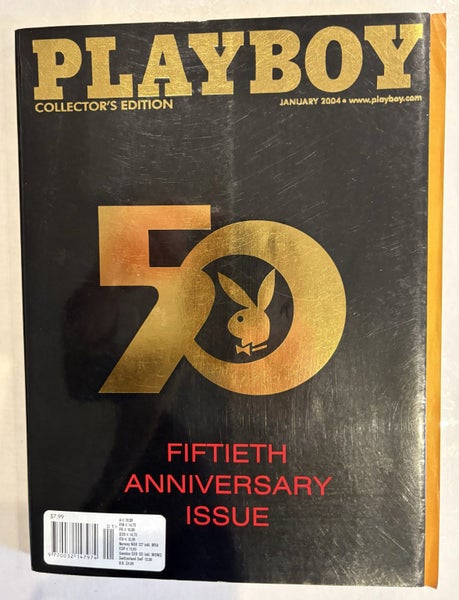 PLAYBOY
COLLECTOR'S EDITION
JANUARY 2004 • www.playboy.com
50
FIFTIETH
ANNIVERSARY
ISSUE
$7.99